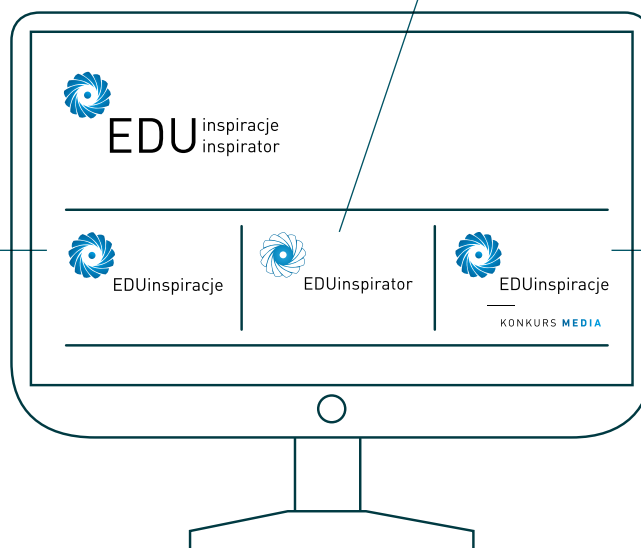 EDU inspiracje
inspirator
EDUinspiracje
EDUinspirator
EDUinspiracje
KONKURS MEDIA